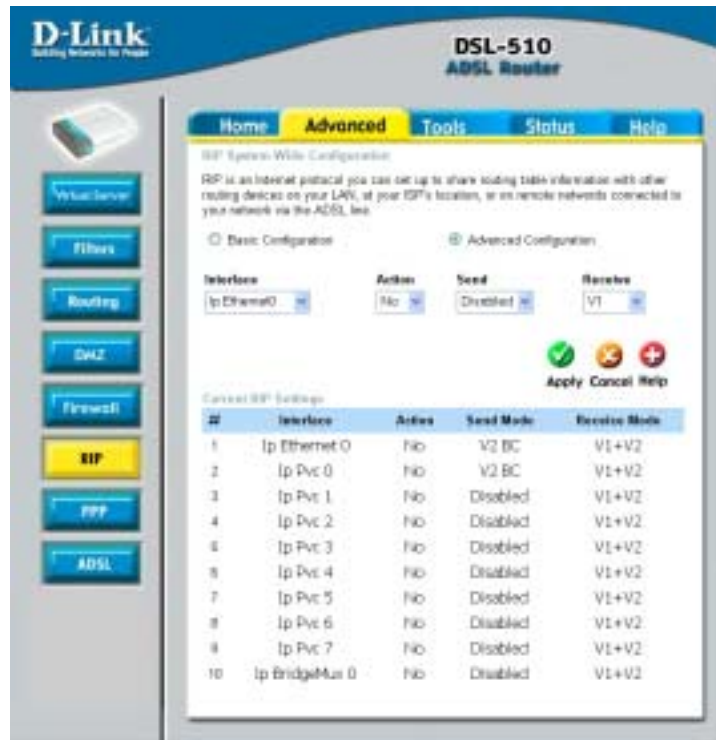 D-Link
Building Networks for People
DSL-510
ADSL Router
Home Advanced Tools Status Help
RIP System Wide Configuration
RIP is an Internet protocol you can set up to share routing table information with other
routing devices on your LAN, at your ISP's location, or on remote networks connected to
your network via the ADSL line.
Basic Configuration Advanced Configuration
Interface Action Send Receive
Ip Ethernet0 No Disabled V1
Apply Cancel Help
Current RIP Settings
# Interface Action Send Mode Receive Mode
1 Ip Ethernet 0 No V2 BC V1+V2
2 Ip Pvc 0 No V2 BC V1+V2
3 Ip Pvc 1 No Disabled V1+V2
4 Ip Pvc 2 No Disabled V1+V2
5 Ip Pvc 3 No Disabled V1+V2
6 Ip Pvc 4 No Disabled V1+V2
7 Ip Pvc 5 No Disabled V1+V2
8 Ip Pvc 6 No Disabled V1+V2
9 Ip Pvc 7 No Disabled V1+V2
10 Ip BridgeMux 0 No Disabled V1+V2
Virtual Server
Filters
Routing
DMZ
Firewall
RIP
PPP
ADSL